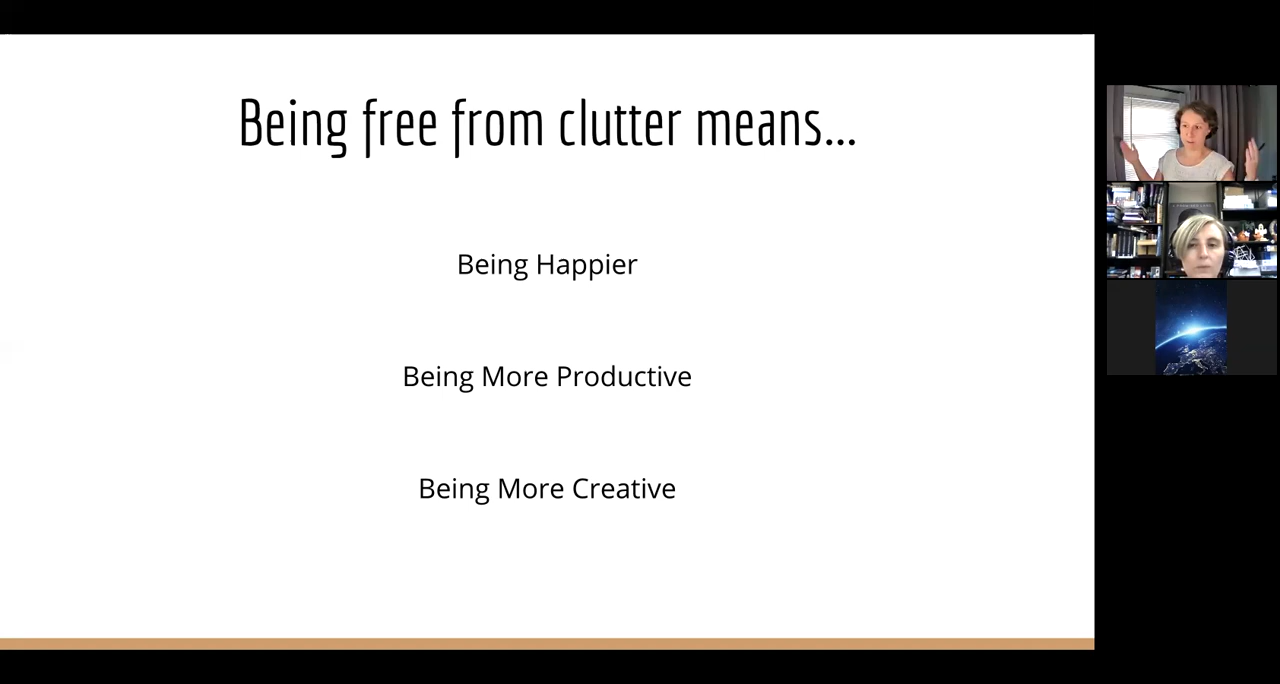 Being free from clutter means...
Being Happier
Being More Productive
Being More Creative